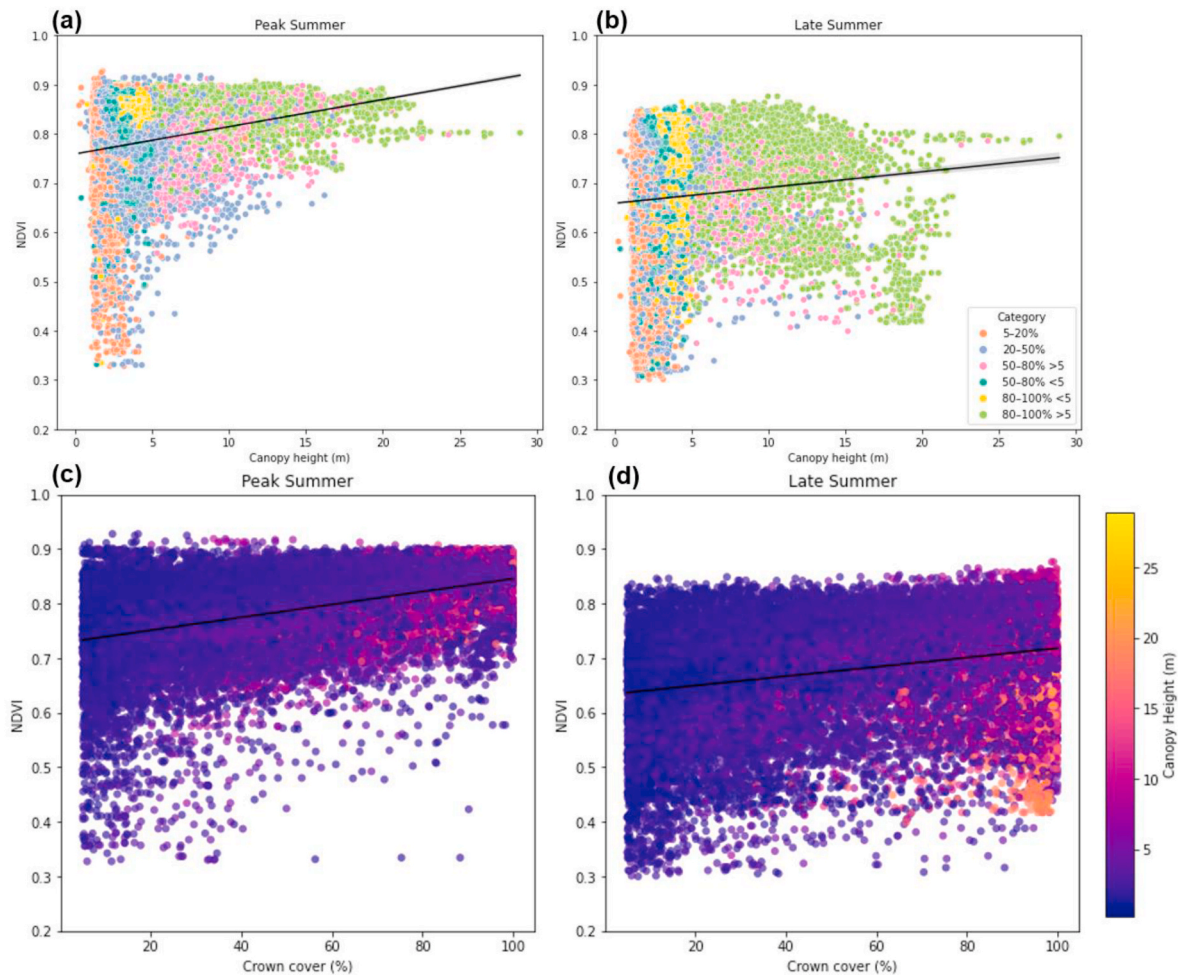 (a)
Peak Summer
1.0
0.9
0.8
0.7
0.6
0.5
0.4
0.3
0.2
NDVI
0 5 10 15 20 25 30
Canopy height (m)
(b)
Late Summer
1.0
0.9
0.8
0.7
0.6
0.5
0.4
0.3
0.2
NDVI
0 5 10 15 20 25 30
Canopy height (m)
Category
5–20%
20–50%
50–80% >5
50–80% <5
80–100% <5
80–100% >5
(c)
Peak Summer
1.0
0.9
0.8
0.7
0.6
0.5
0.4
0.3
0.2
NDVI
20 40 60 80 100
Crown cover (%)
(d)
Late Summer
1.0
0.9
0.8
0.7
0.6
0.5
0.4
0.3
0.2
NDVI
20 40 60 80 100
Crown cover (%)
25
20
15
10
5
Canopy Height (m)